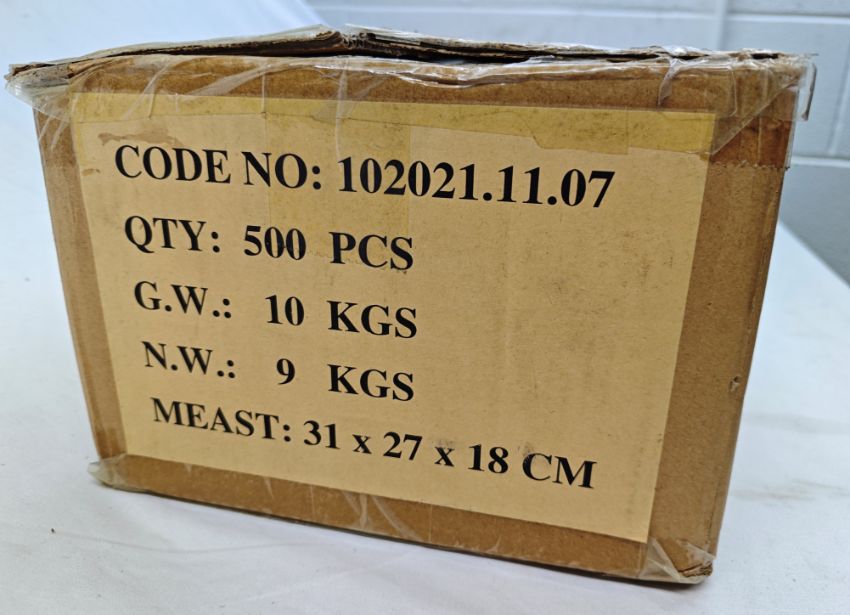 CODE NO: 102021.11.07
QTY: 500 PCS
G.W.: 10 KGS
N.W.: 9 KGS
MEAST: 31 x 27 x 18 CM